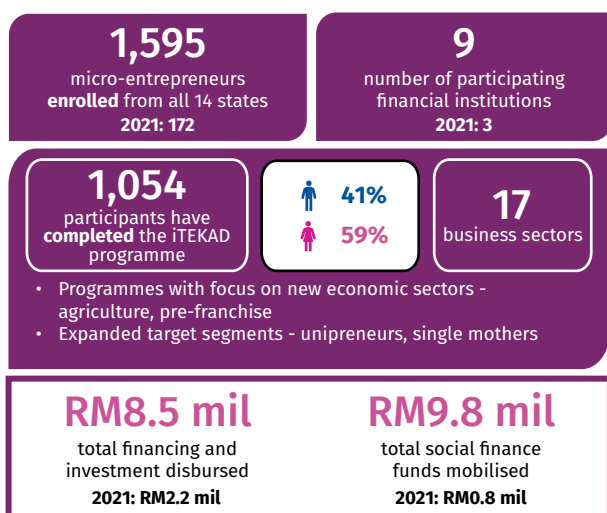 1,595
micro-entrepreneurs
enrolled from all 14 states
2021: 172
9
number of participating
financial institutions
2021: 3
1,054
participants have
completed the iTEKAD
programme
41%
59%
17
business sectors
• Programmes with focus on new economic sectors -
agriculture, pre-franchise
• Expanded target segments - unipreneurs, single mothers
RM8.5 mil
total financing and
investment disbursed
2021: RM2.2 mil
RM9.8 mil
total social finance
funds mobilised
2021: RM0.8 mil